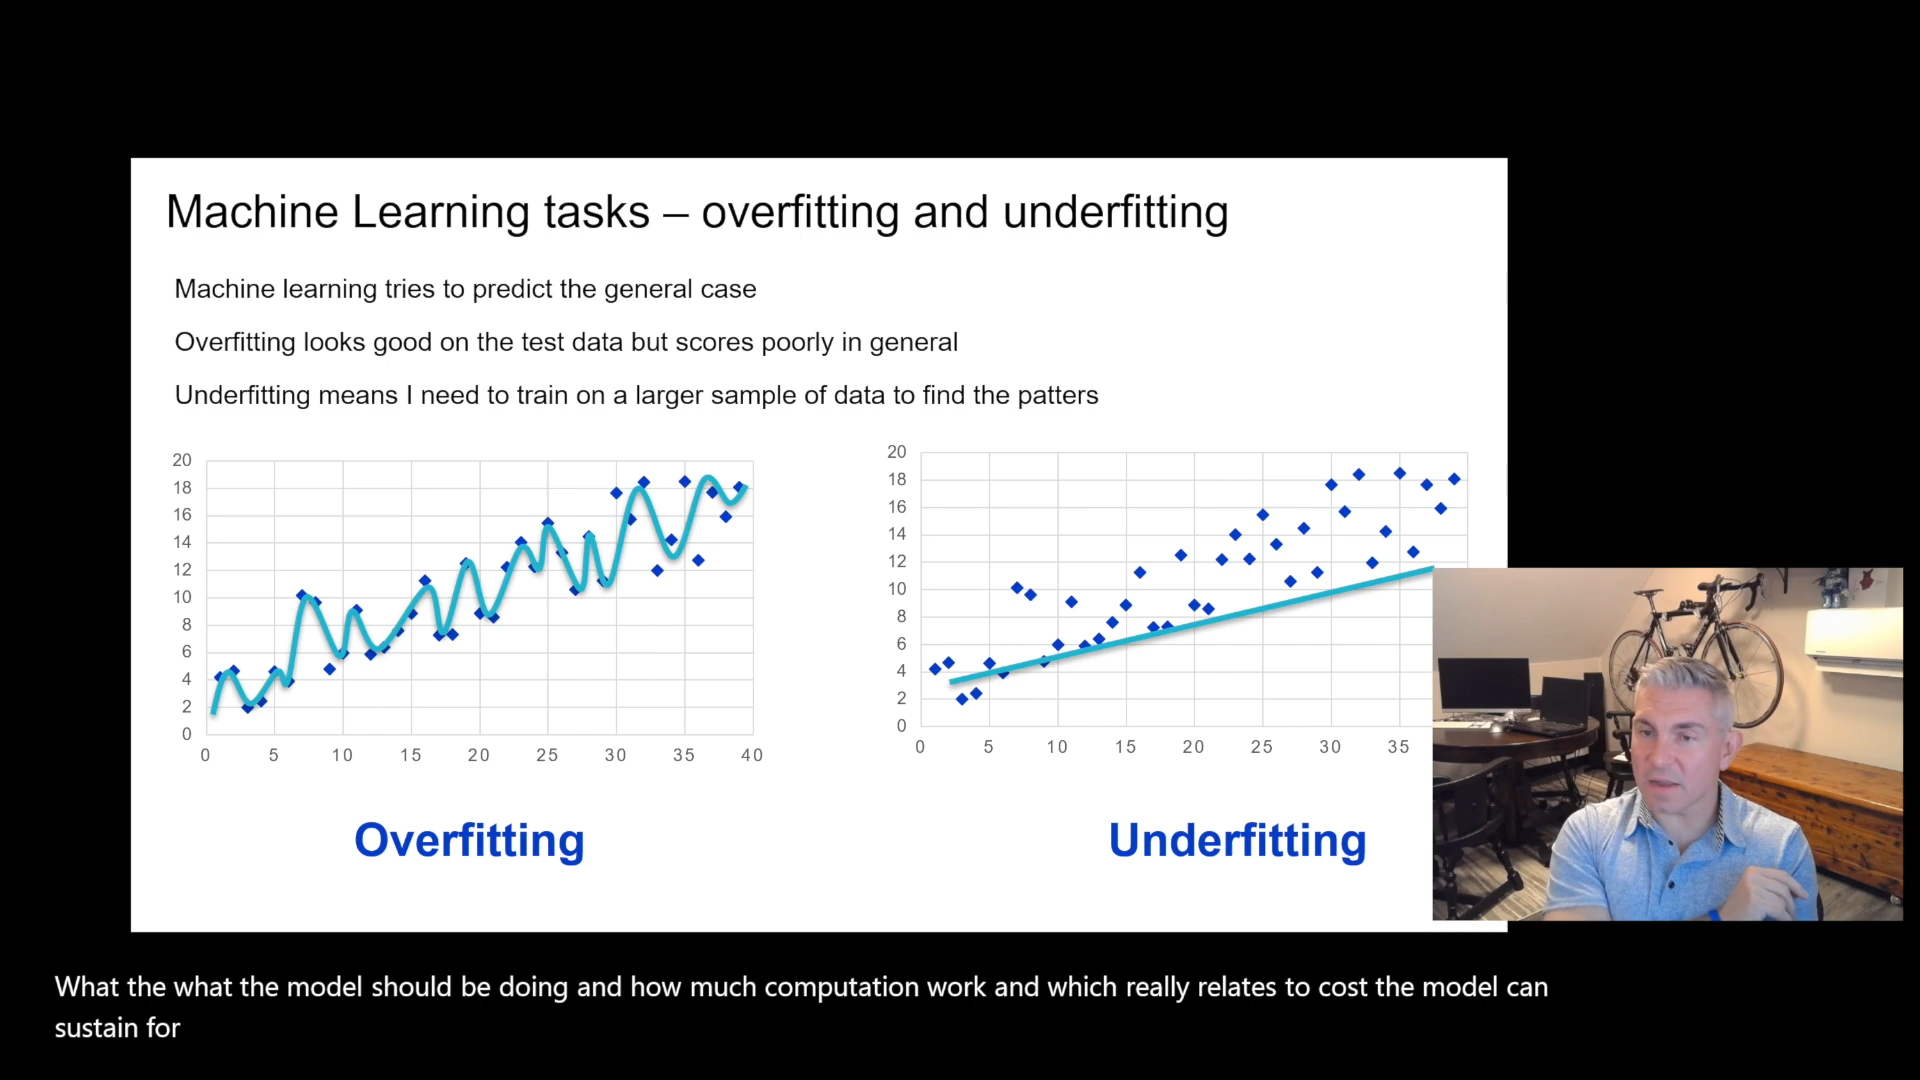 Machine Learning tasks – overfitting and underfitting
Machine learning tries to predict the general case
Overfitting looks good on the test data but scores poorly in general
Underfitting means I need to train on a larger sample of data to find the patters
20
18
16
14
12
10
8
6
4
2
0
0 5 10 15 20 25 30 35 40
Overfitting
20
18
16
14
12
10
8
6
4
2
0
0 5 10 15 20 25 30 35
Underfitting
What the what the model should be doing and how much computation work and which really relates to cost the model can
sustain for